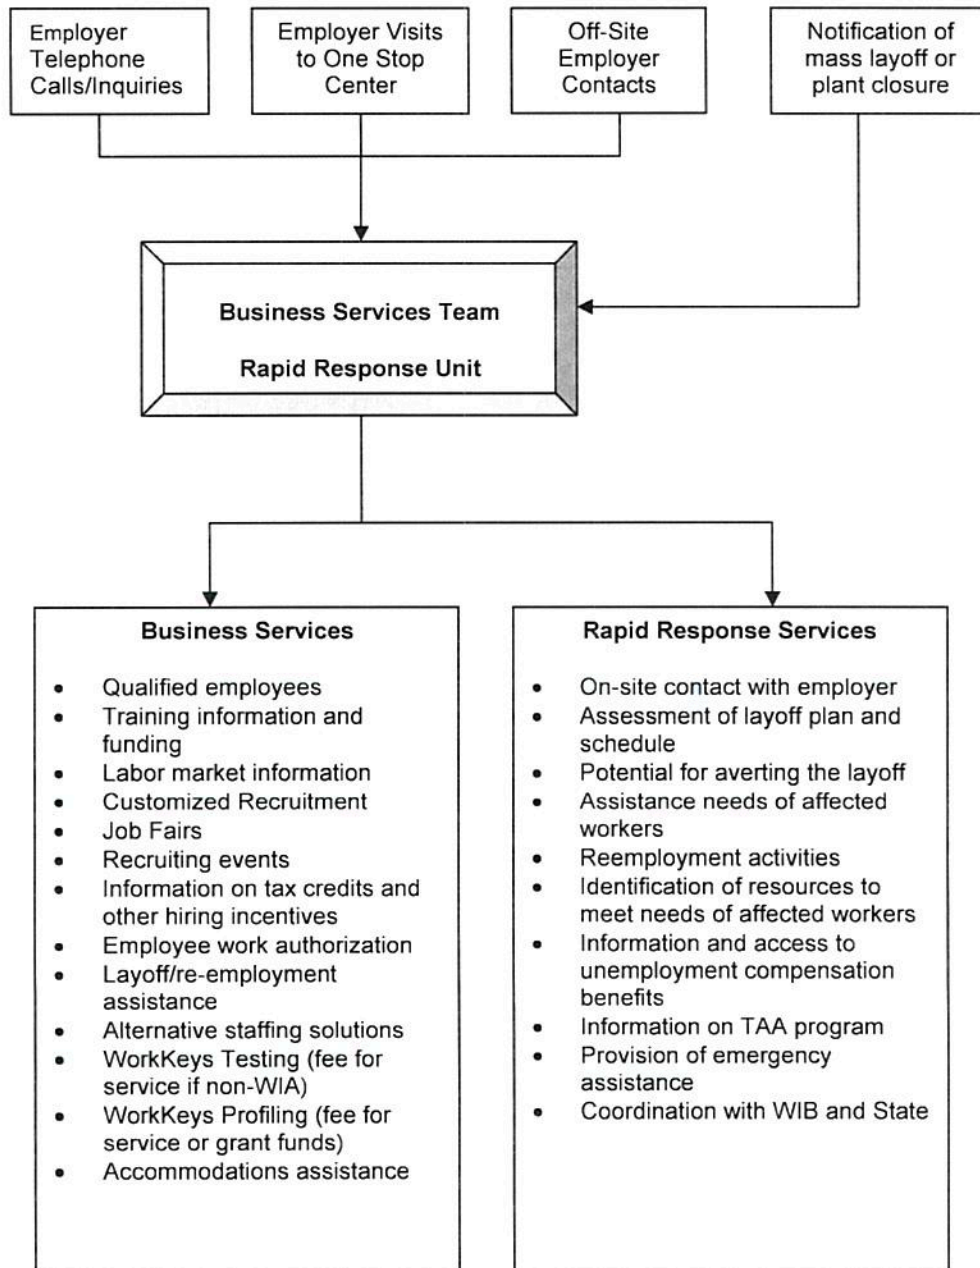 Employer
Telephone
Calls/Inquiries
Employer Visits
to One Stop
Center
Off-Site
Employer
Contacts
Notification of
mass layoff or
plant closure
Business Services Team
Rapid Response Unit
Business Services
• Qualified employees
• Training information and
funding
• Labor market information
• Customized Recruitment
• Job Fairs
• Recruiting events
• Information on tax credits and
other hiring incentives
• Employee work authorization
• Layoff/re-employment
assistance
• Alternative staffing solutions
• WorkKeys Testing (fee for
service if non-WIA)
• WorkKeys Profiling (fee for
service or grant funds)
• Accommodations assistance
Rapid Response Services
• On-site contact with employer
• Assessment of layoff plan and
schedule
• Potential for averting the layoff
• Assistance needs of affected
workers
• Reemployment activities
• Identification of resources to
meet needs of affected workers
• Information and access to
unemployment compensation
benefits
• Information on TAA program
• Provision of emergency
assistance
• Coordination with WIB and State